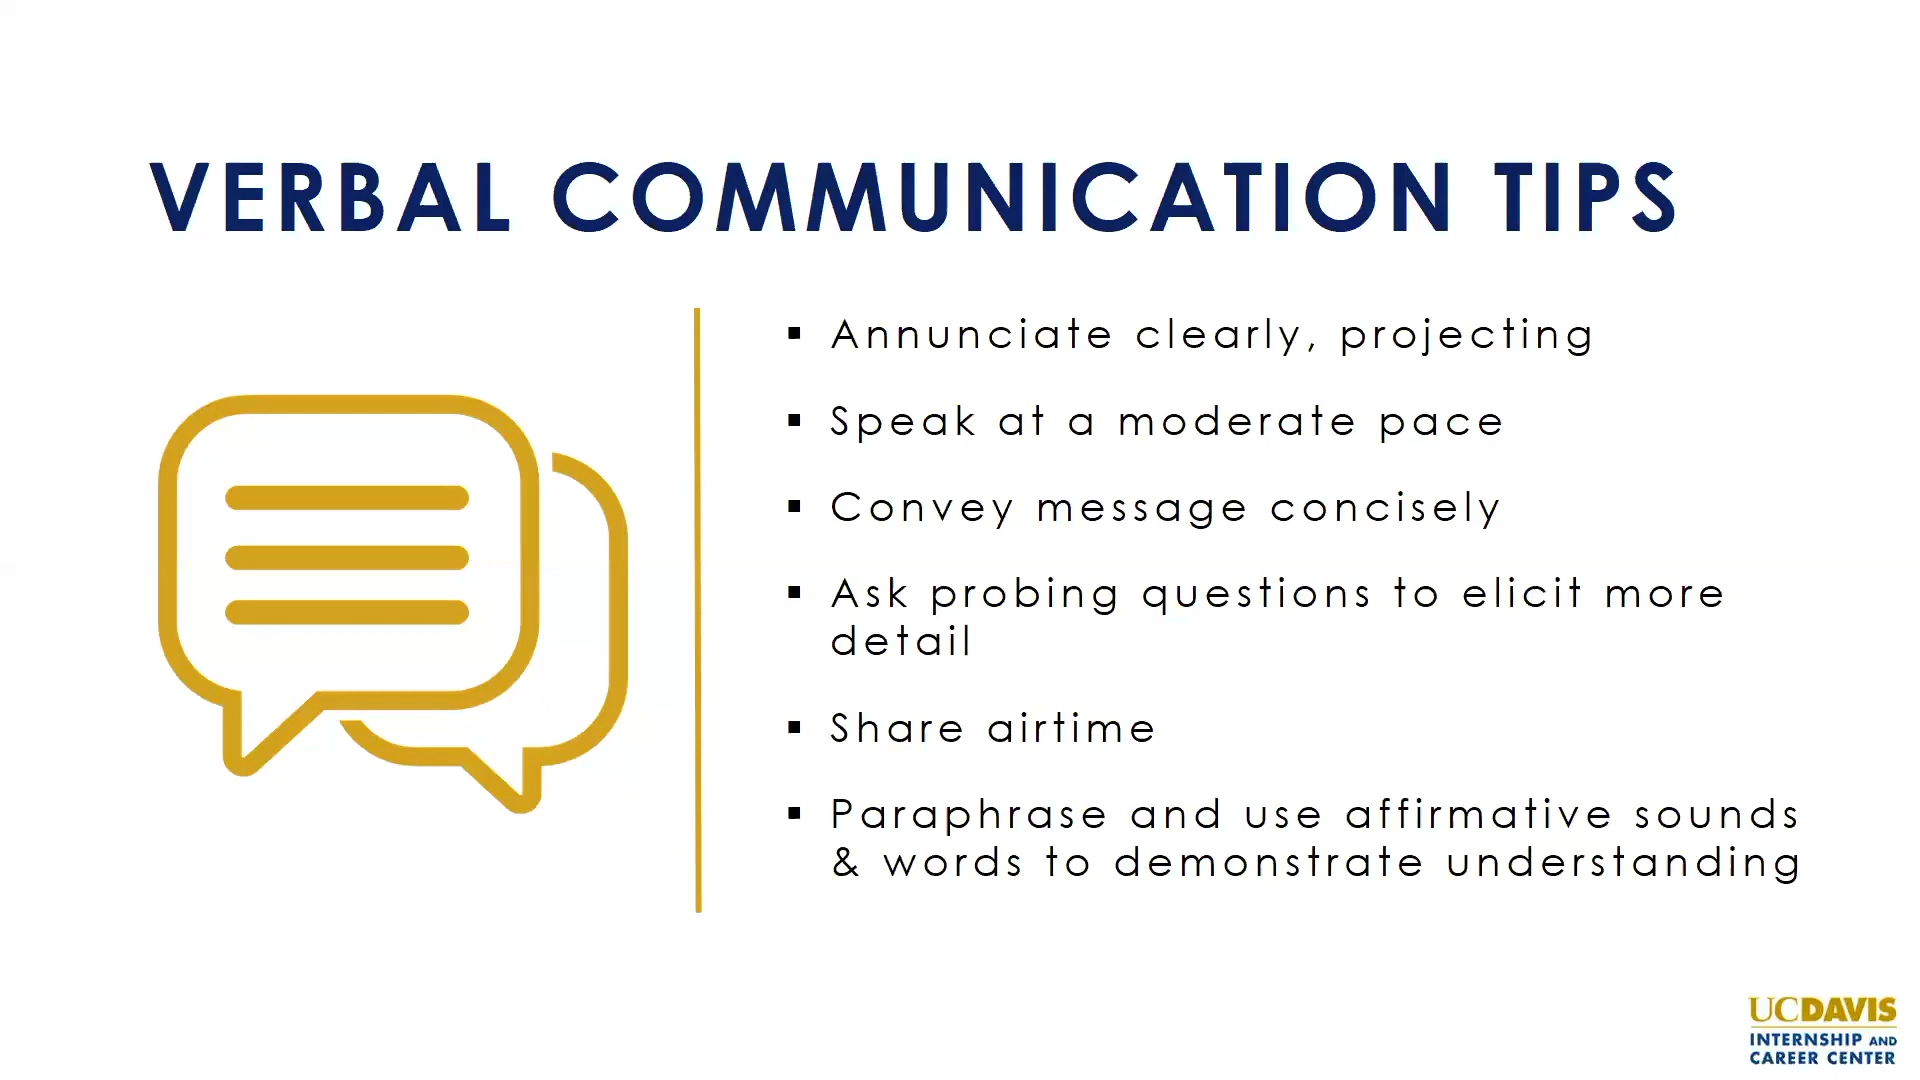 VERBAL COMMUNICATION TIPS
▪ Annunciate clearly, projecting
▪ Speak at a moderate pace
▪ Convey message concisely
▪ Ask probing questions to elicit more
detail
▪ Share airtime
▪ Paraphrase and use affirmative sounds
& words to demonstrate understanding
UCDAVIS
INTERNSHIP AND
CAREER CENTER